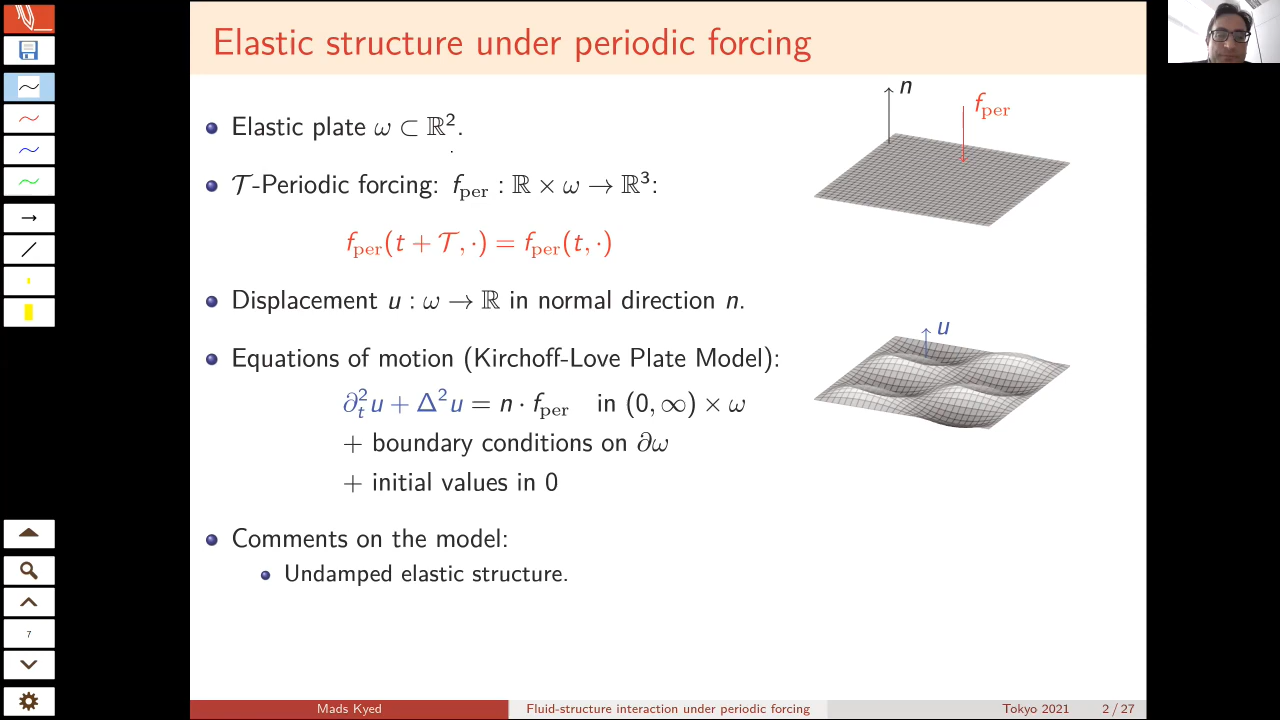 Elastic structure under periodic forcing
n
f_per
Elastic plate ω ⊂ ℝ².
𝒯-Periodic forcing: f_per : ℝ × ω → ℝ³:
f_per(t + 𝒯, ·) = f_per(t, ·)
Displacement u : ω → ℝ in normal direction n.
u
Equations of motion (Kirchoff-Love Plate Model):
∂_t²u + Δ²u = n · f_per in (0, ∞) × ω
+ boundary conditions on ∂ω
+ initial values in 0
Comments on the model:
Undamped elastic structure.
7
Mads Kyed Fluid-structure interaction under periodic forcing Tokyo 2021 2 / 27